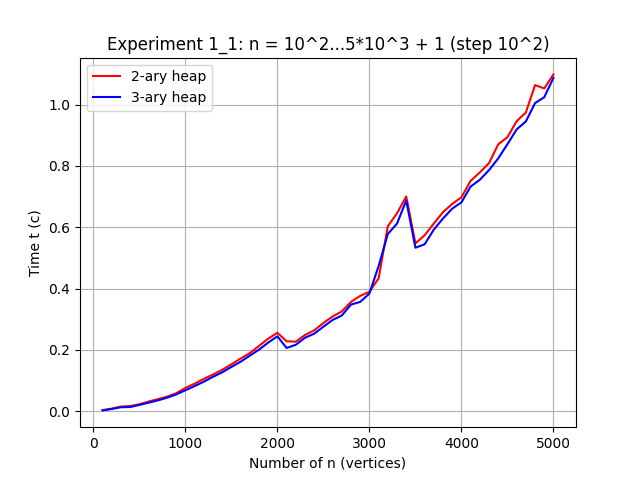 Experiment 1_1: n = 10^2...5*10^3 + 1 (step 10^2)
2-ary heap
3-ary heap
Time t (c)
1.0
0.8
0.6
0.4
0.2
0.0
0
1000
2000
3000
4000
5000
Number of n (vertices)